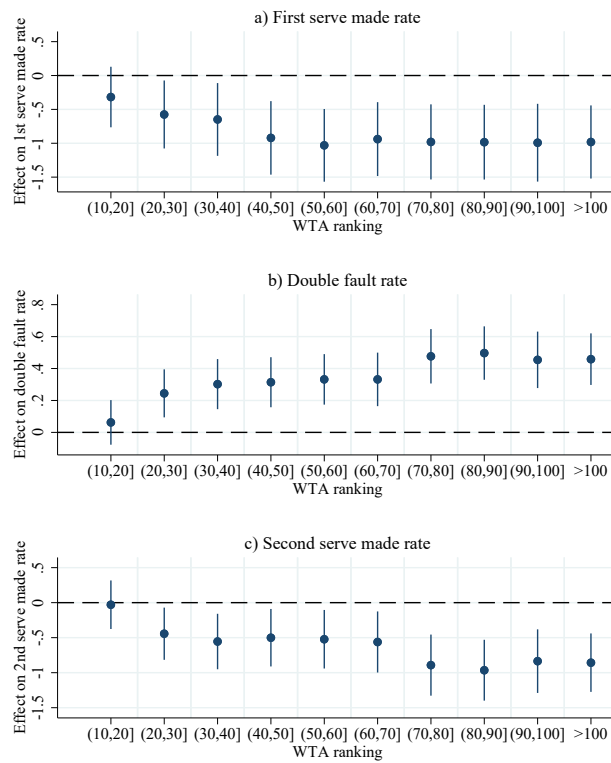 a) First serve made rate
Effect on 1st serve made rate
.5
0
-.5
-1
-1.5
(10,20] (20,30] (30,40] (40,50] (50,60] (60,70] (70,80] (80,90] (90,100] >100
WTA ranking
b) Double fault rate
Effect on double fault rate
.8
.6
.4
.2
0
(10,20] (20,30] (30,40] (40,50] (50,60] (60,70] (70,80] (80,90] (90,100] >100
WTA ranking
c) Second serve made rate
Effect on 2nd serve made rate
.5
0
-.5
-1
-1.5
(10,20] (20,30] (30,40] (40,50] (50,60] (60,70] (70,80] (80,90] (90,100] >100
WTA ranking